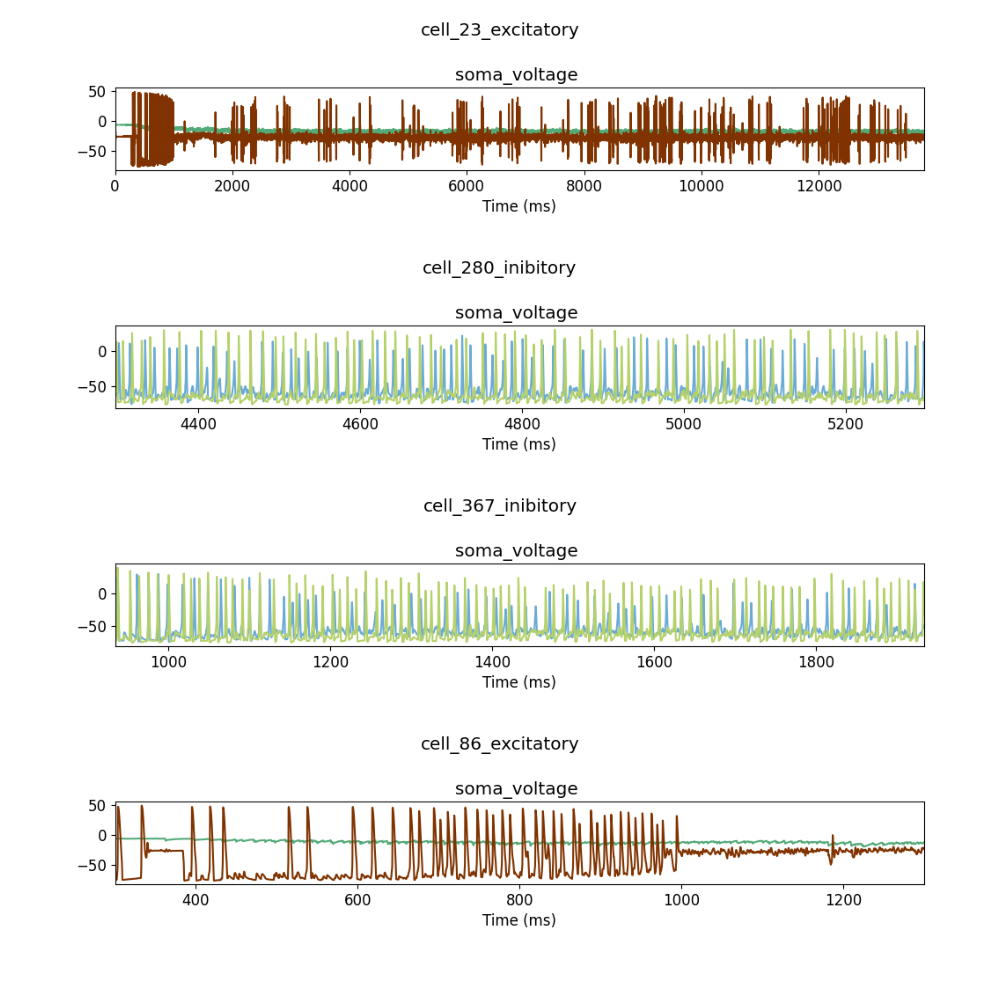 cell_23_excitatory
soma_voltage
50
0
−50
0 2000 4000 6000 8000 10000 12000
Time (ms)
cell_280_inibitory
soma_voltage
0
−50
4400 4600 4800 5000 5200
Time (ms)
cell_367_inibitory
soma_voltage
0
−50
1000 1200 1400 1600 1800
Time (ms)
cell_86_excitatory
soma_voltage
50
0
−50
400 600 800 1000 1200
Time (ms)